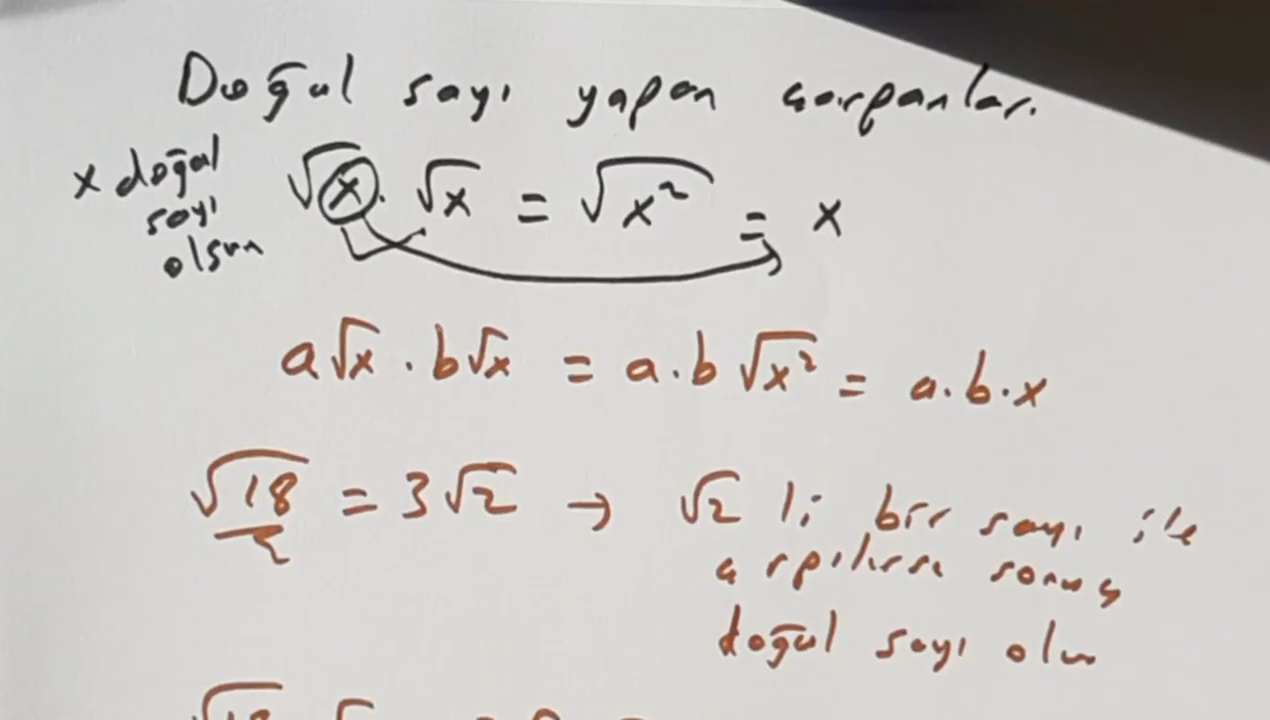 Doğal sayı yapan çarpanlar.
x doğal
sayı
olsun
√x . √x = √x² = x
a√x . b√x = a.b √x² = a.b.x
√18 = 3√2 → √2 li bir sayı ile
çarpılırsa sonuç
doğal sayı olur